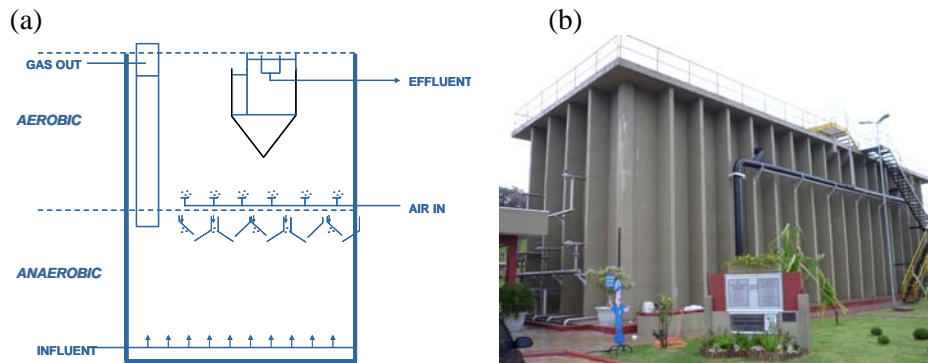 (a)
(b)
GAS OUT
EFFLUENT
AEROBIC
AIR IN
ANAEROBIC
INFLUENT